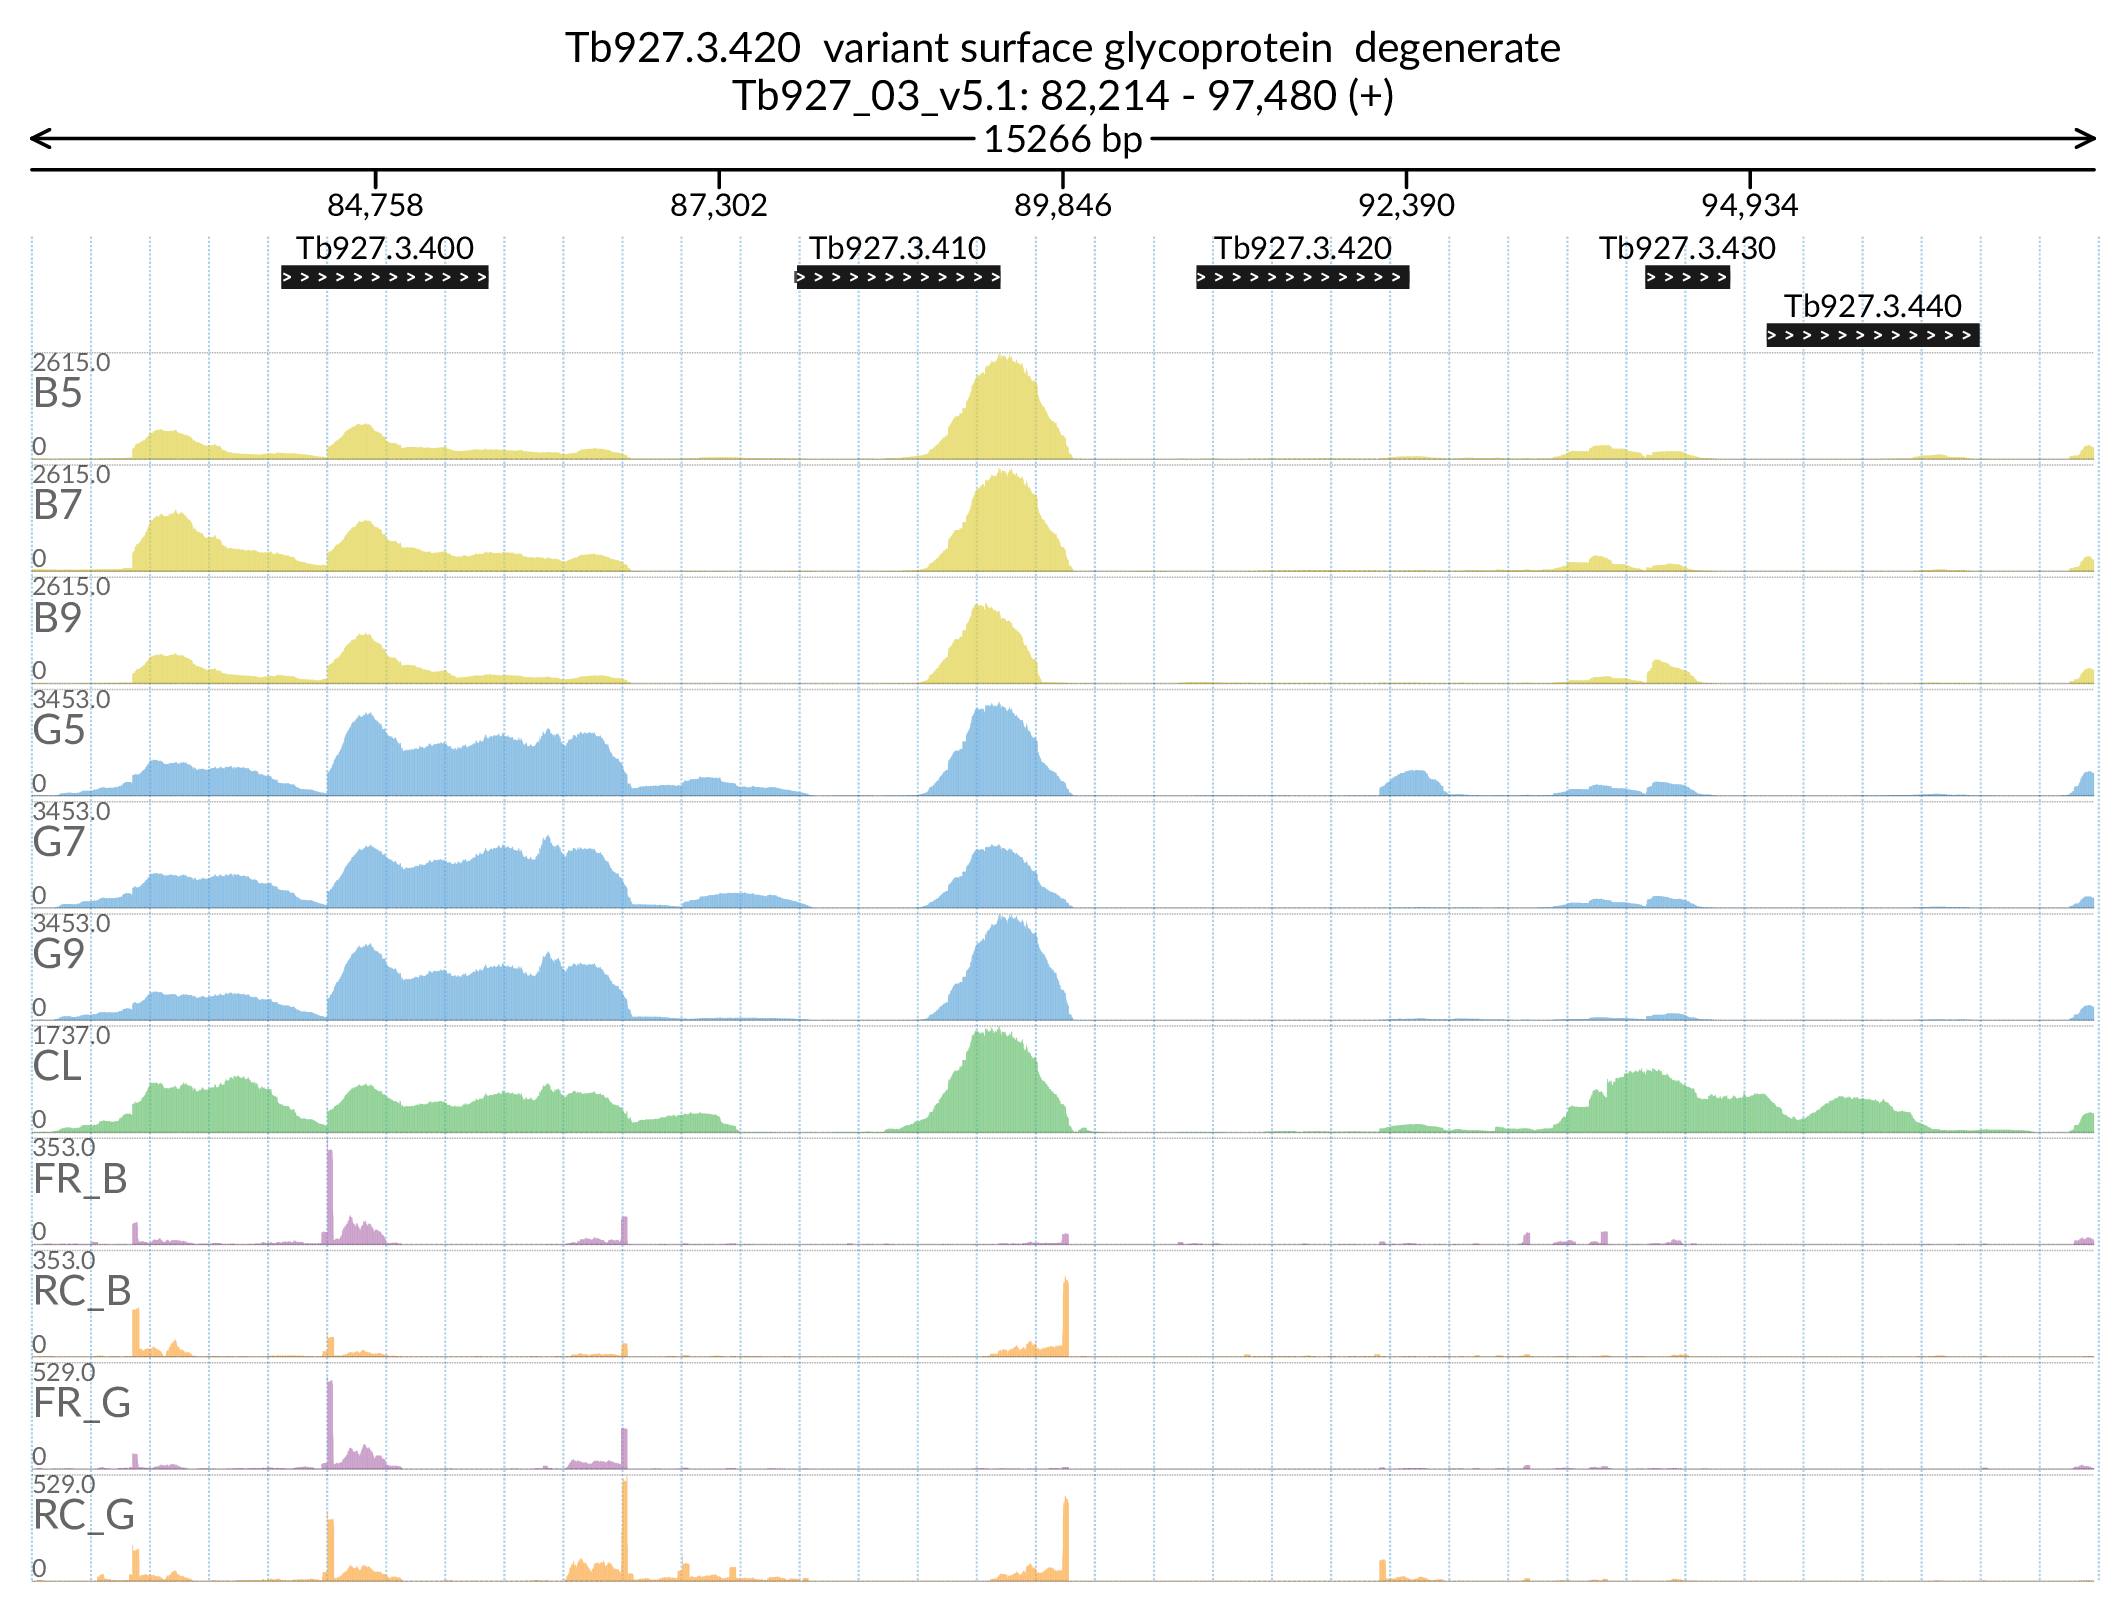 Tb927.3.420 variant surface glycoprotein degenerate
Tb927_03_v5.1: 82,214 - 97,480 (+)
15266 bp
84,758 87,302 89,846 92,390 94,934
Tb927.3.400 Tb927.3.410 Tb927.3.420 Tb927.3.430
Tb927.3.440
2615.0
B5
0
2615.0
B7
0
2615.0
B9
0
3453.0
G5
0
3453.0
G7
0
3453.0
G9
0
1737.0
CL
0
353.0
FR_B
0
353.0
RC_B
0
529.0
FR_G
0
529.0
RC_G
0